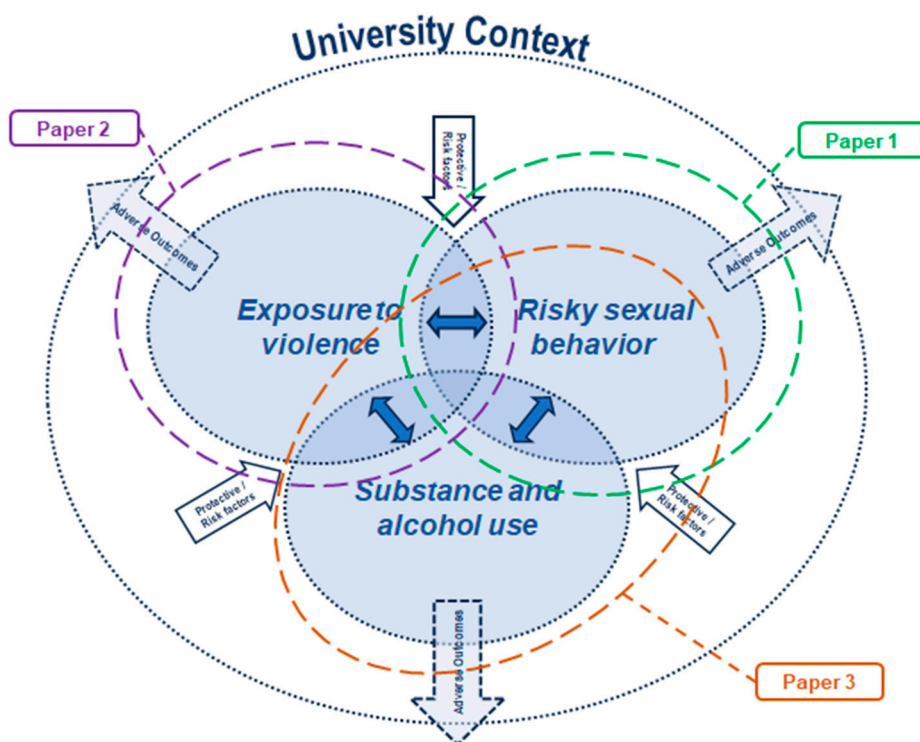 University Context
Paper 2
Paper 1
Protective /
Risk factors
Adverse Outcomes
Adverse Outcomes
Exposure to
violence
Risky sexual
behavior
Substance and
alcohol use
Protective /
Risk factors
Protective /
Risk factors
Adverse Outcomes
Paper 3